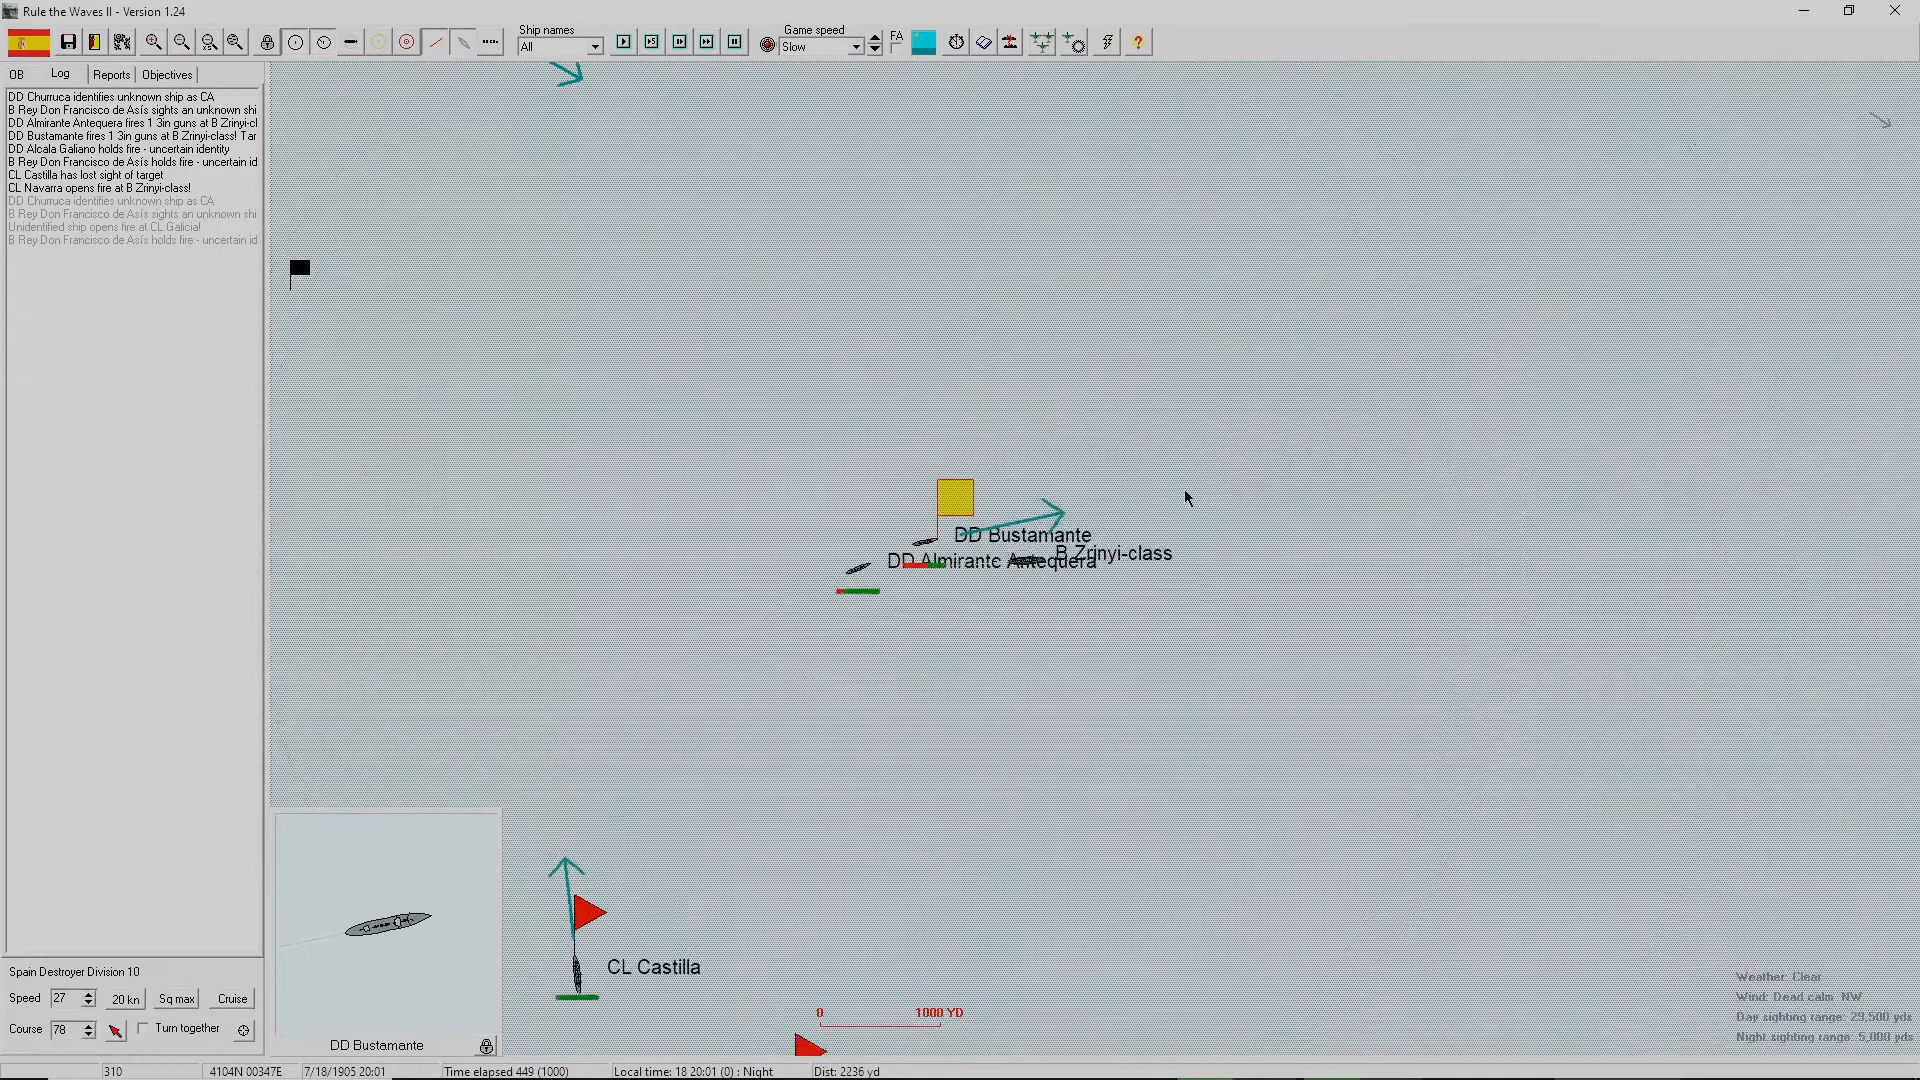 Rule the Waves II - Version 1.24
Ship names
All
Game speed
Slow
FA
OB
Log
Reports
Objectives
DD Churruca identifies unknown ship as CA
B Rey Don Francisco de Asís sights an unknown shi
DD Almirante Antequera fires 1 3in guns at B Zrinyi-cl
DD Bustamante fires 1 3in guns at B Zrinyi-class! Tar
DD Alcala Galiano holds fire - uncertain identity
B Rey Don Francisco de Asís holds fire - uncertain id
CL Castilla has lost sight of target
CL Navarra opens fire at B Zrinyi-class!
DD Churruca identifies unknown ship as CA
B Rey Don Francisco de Asís sights an unknown shi
Unidentified ship opens fire at CL Galicia!
B Rey Don Francisco de Asís holds fire - uncertain id
DD Bustamante
B Zrinyi-class
DD Almirante Antequera
CL Castilla
0 1000 YD
Weather: Clear
Wind: Dead calm NW
Day sighting range: 29,500 yds
Night sighting range: 5,000 yds
Spain Destroyer Division 10
Speed 27 20 kn Sq max Cruise
Course 78 Turn together
DD Bustamante
310 4104N 00347E 7/18/1905 20:01 Time elapsed 449 (1000) Local time: 18 20:01 (0) : Night Dist: 2236 yd